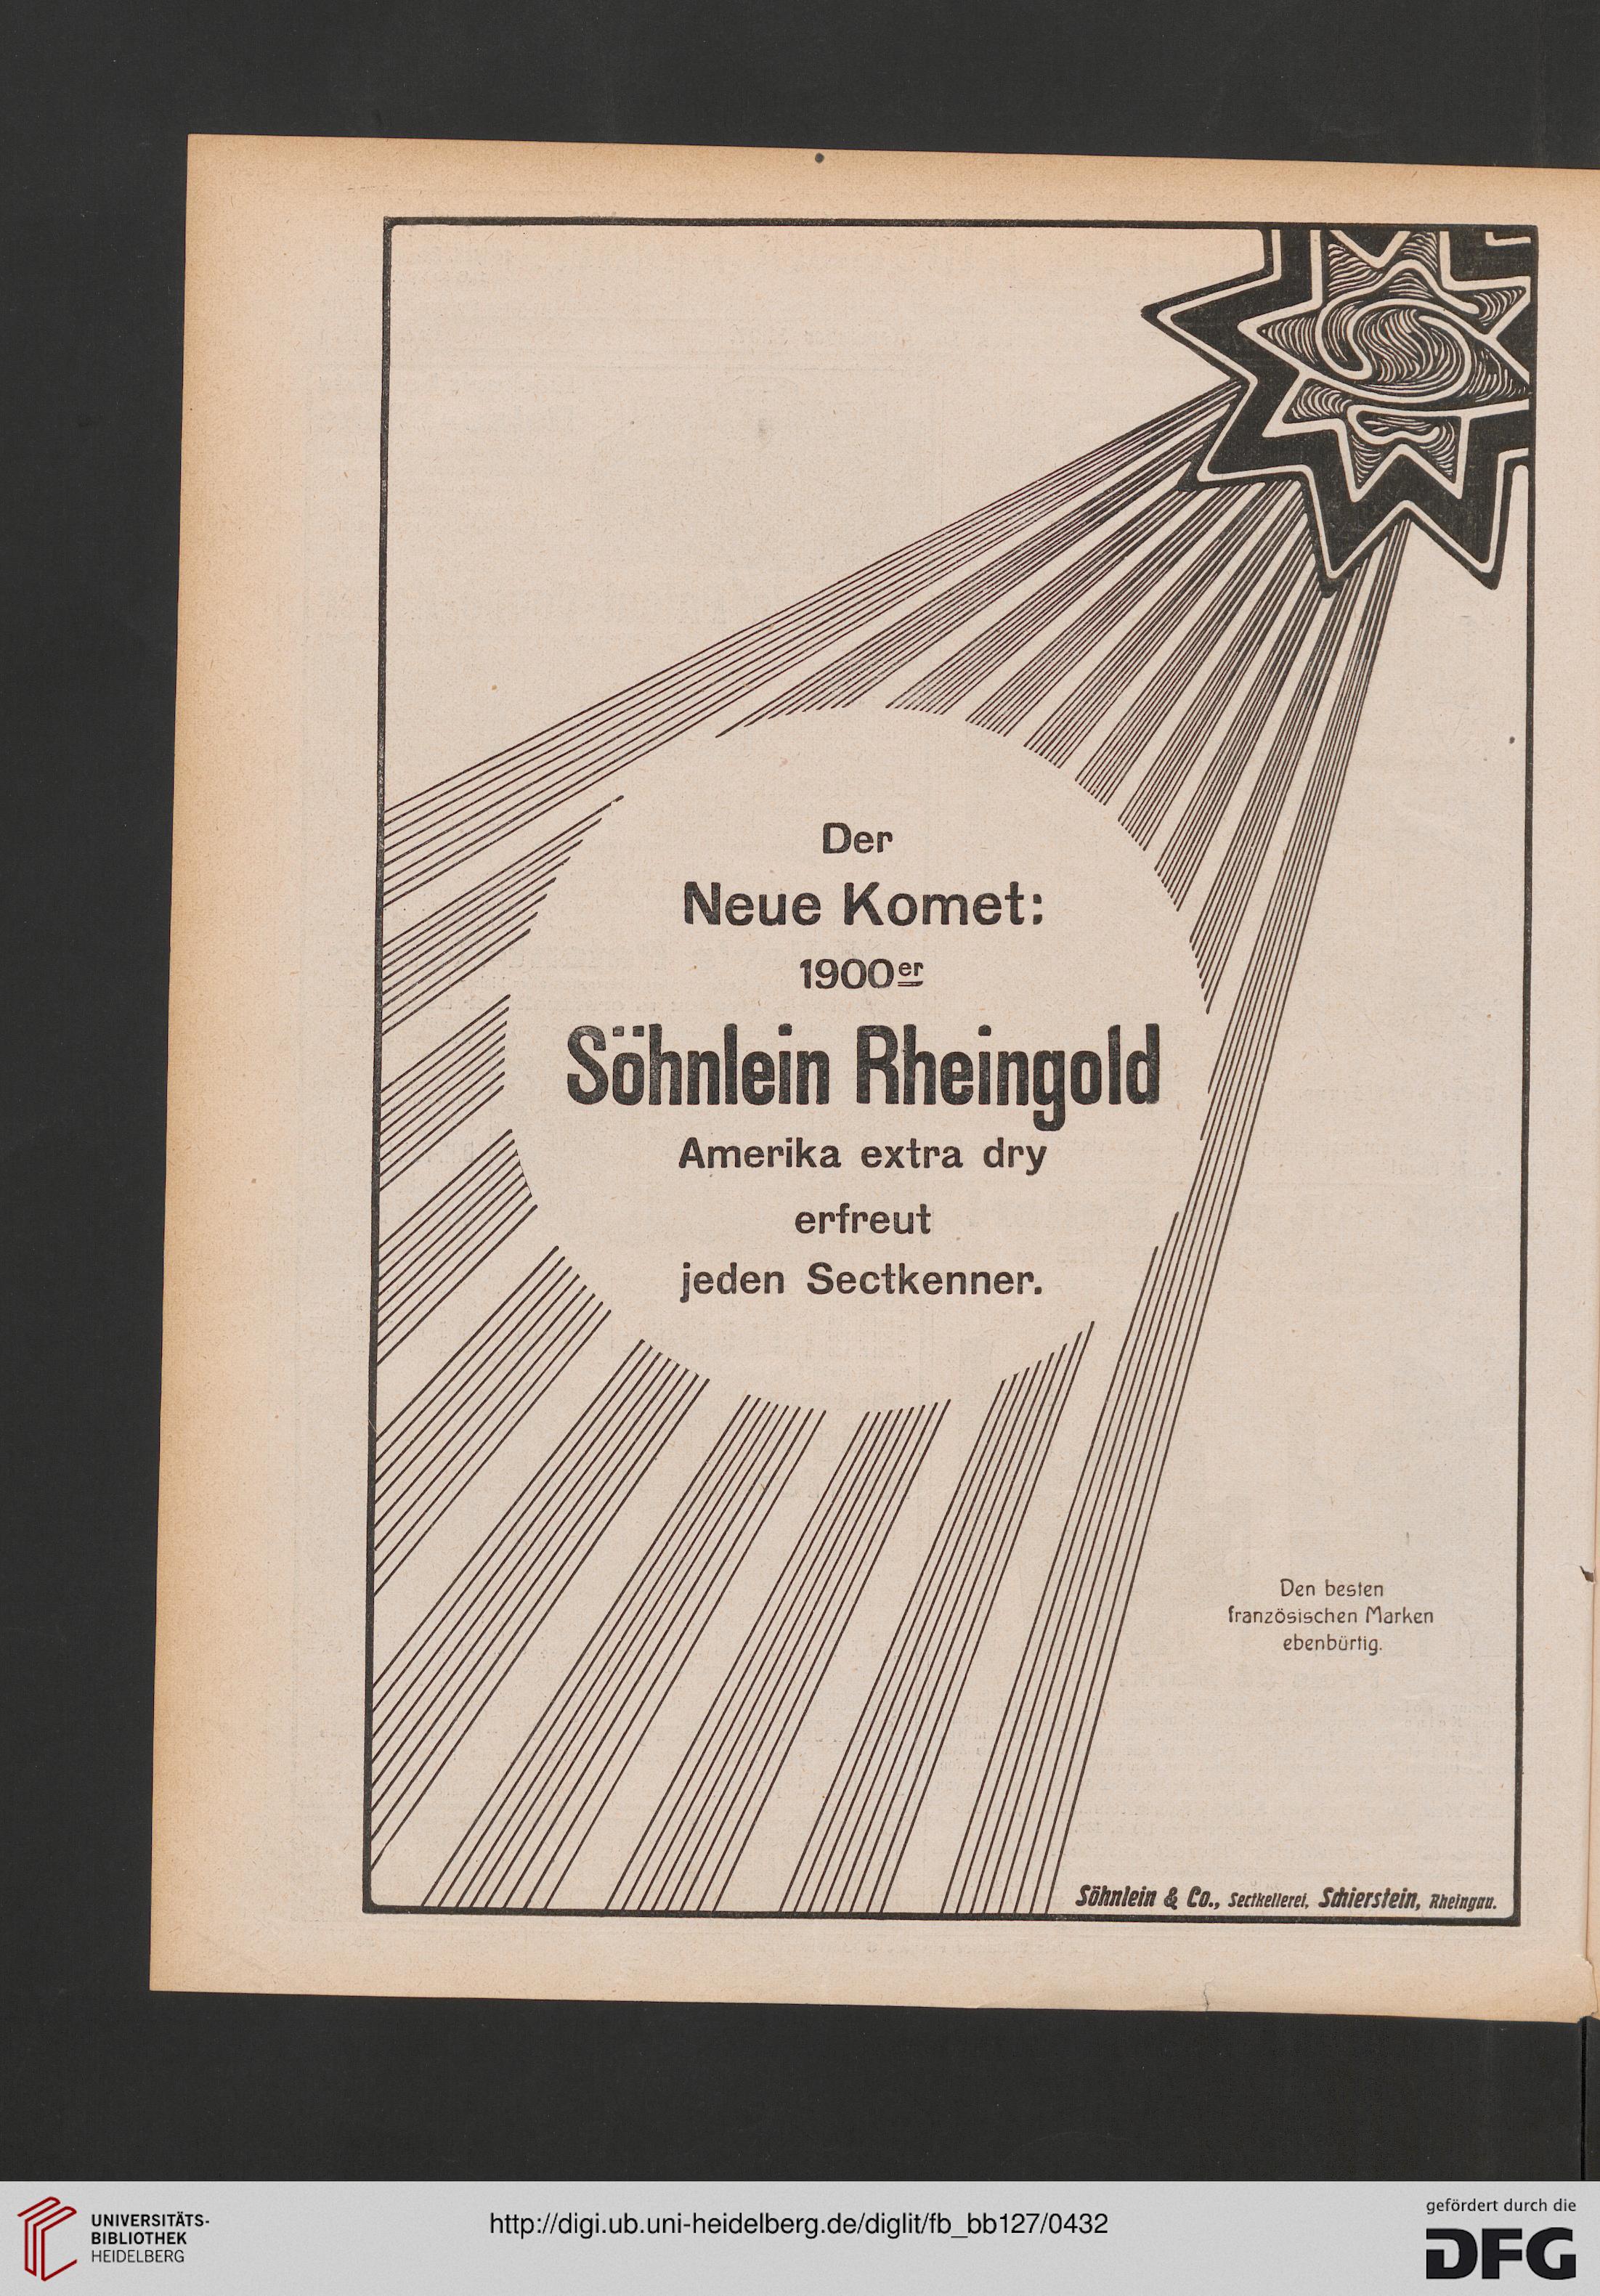 Der
Neue Komet:
1900er
Söhnlein Rheingold
Amerika extra dry
erfreut
jeden Sectkenner.
Den besten
französischen Marken
ebenbürtig.
Söhnlein & Co., Sectkellerei, Schierstein, Rheingau.
UNIVERSITÄTS-
BIBLIOTHEK
HEIDELBERG
http://digi.ub.uni-heidelberg.de/diglit/fb_bb127/0432
gefördert durch die
DFG